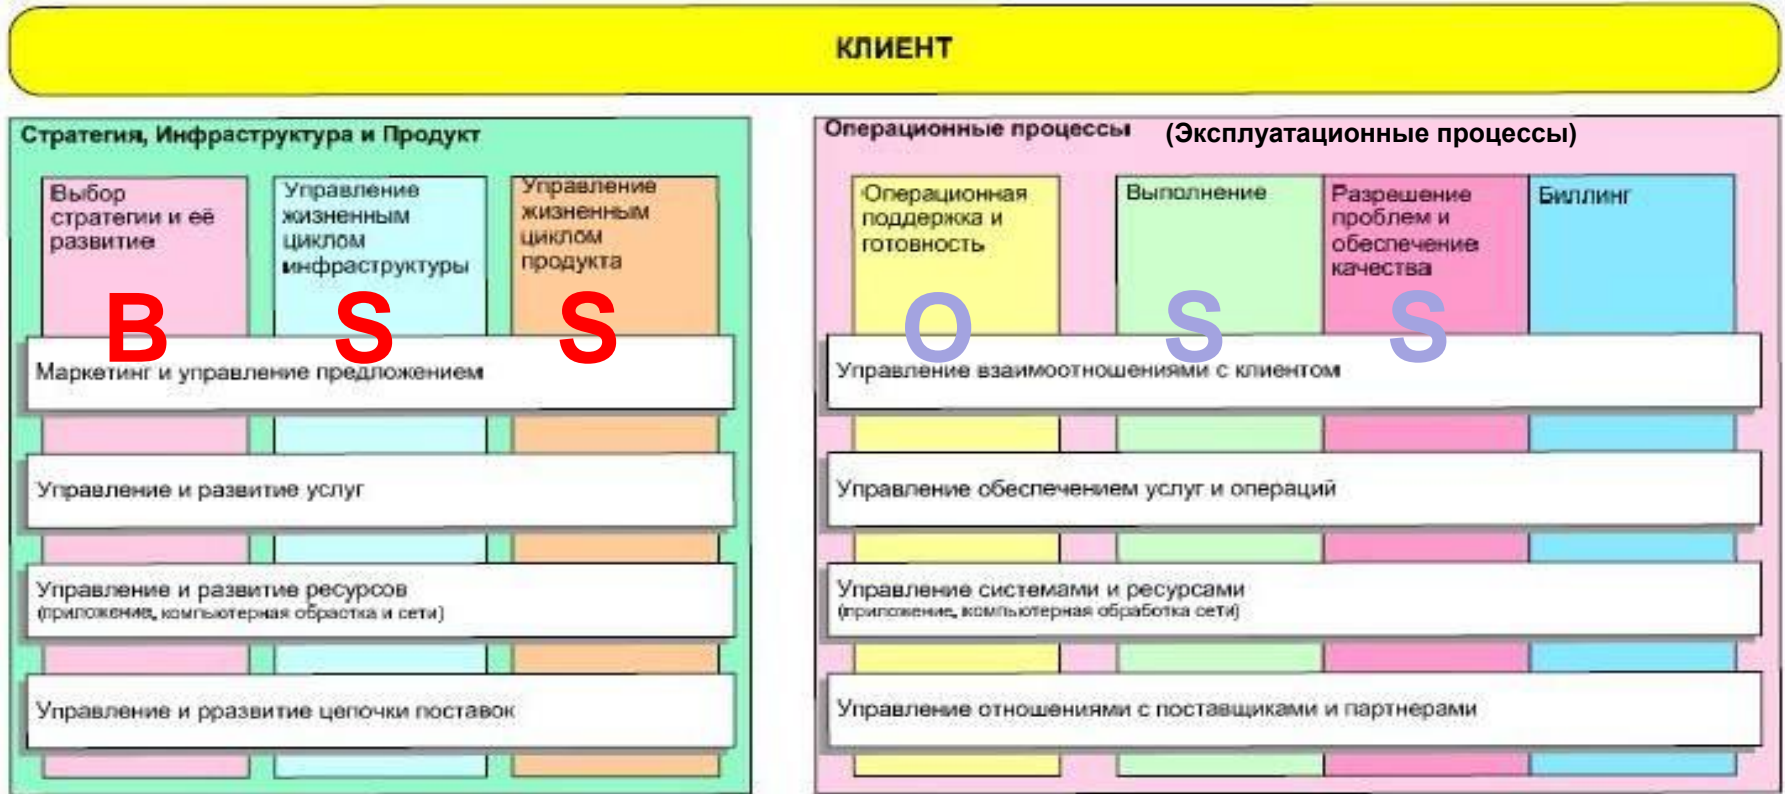 КЛИЕНТ
Стратегия, Инфраструктура и Продукт
Выбор
стратегии и её
развитие
Управление
жизненным
циклом
инфраструктуры
Управление
жизненным
циклом
продукта
B S S
Маркетинг и управление предложением
Управление и развитие услуг
Управление и развитие ресурсов
(приложение, компьютерная обрастка и сети)
Управление и рразвитие цепочки поставок
Операционные процессы (Эксплуатационные процессы)
Операционная
поддержка и
готовность
Выполнение
Разрешение
проблем и
обеспечение
качества
Биллинг
O S S
Управление взаимоотношениями с клиентом
Управление обеспечением услуг и операций
Управление системами и ресурсами
(приложение, компьютерная обработка сети)
Управление отношениями с поставщиками и партнерами